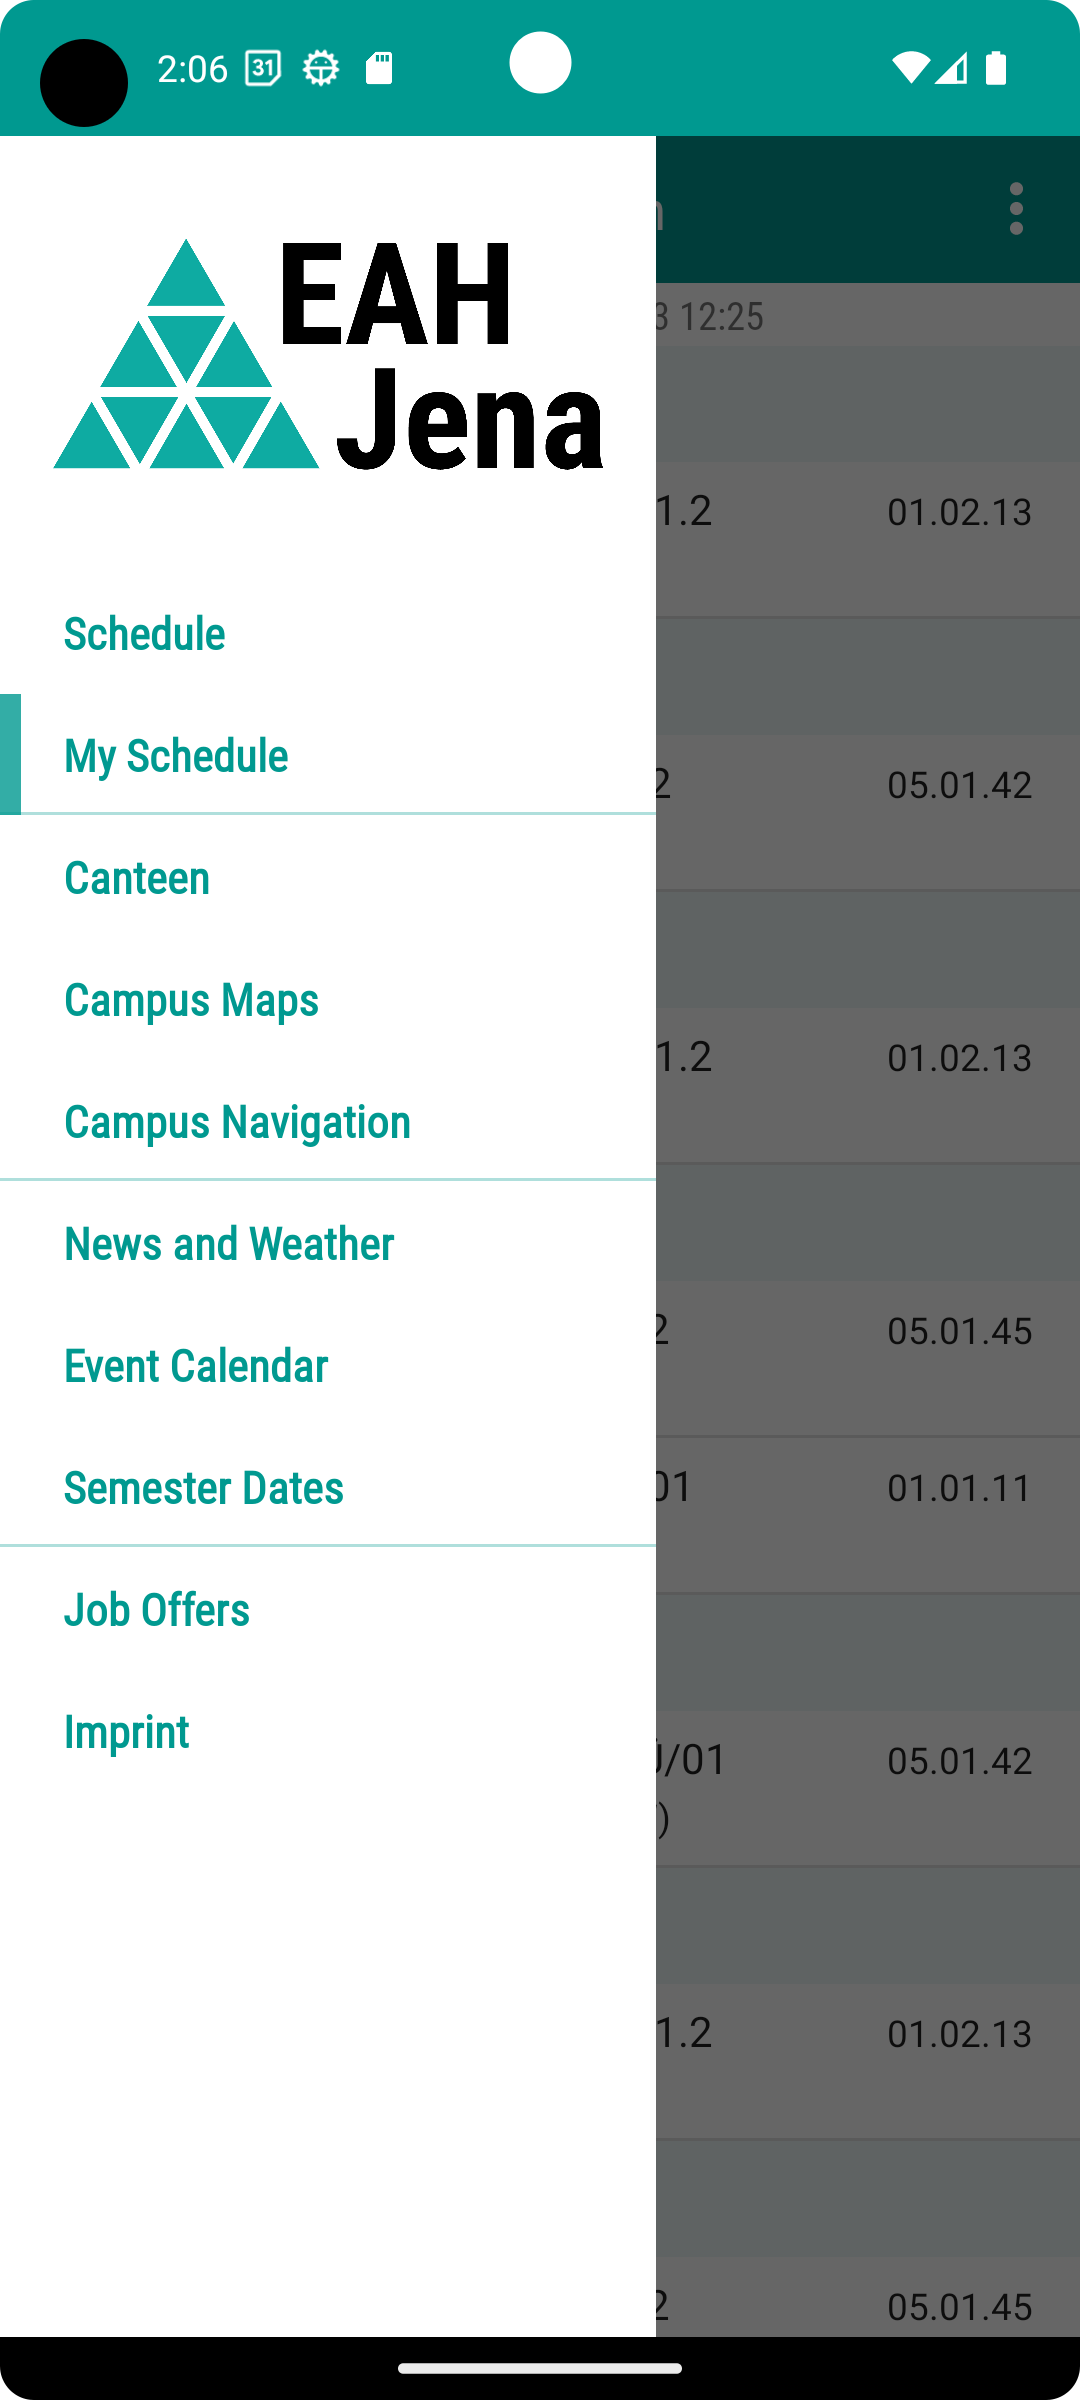 2:06
31
3 12:25
EAH
Jena
1.2 01.02.13
Schedule
My Schedule
2 05.01.42
Canteen
Campus Maps
1.2 01.02.13
Campus Navigation
News and Weather
2 05.01.45
Event Calendar
Semester Dates
01 01.01.11
Job Offers
Imprint
/01 05.01.42
)
1.2 01.02.13
2 05.01.45